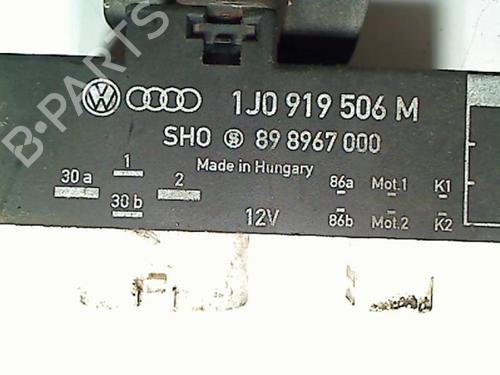 B-PARTS
1J0 919 506 M
SHO 89 8967 000
Made in Hungary
30 a 1 2 86a Mot.1 K1
30 b 12V 86b Mot.2 K2